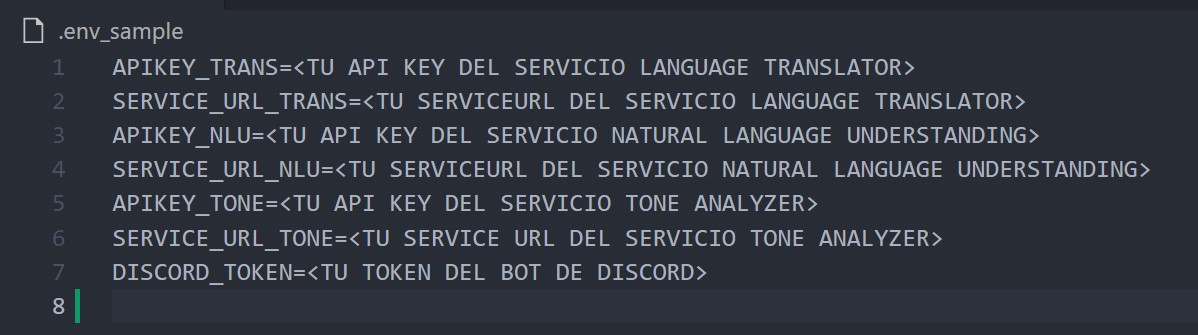 .env_sample
1 APIKEY_TRANS=<TU API KEY DEL SERVICIO LANGUAGE TRANSLATOR>
2 SERVICE_URL_TRANS=<TU SERVICEURL DEL SERVICIO LANGUAGE TRANSLATOR>
3 APIKEY_NLU=<TU API KEY DEL SERVICIO NATURAL LANGUAGE UNDERSTANDING>
4 SERVICE_URL_NLU=<TU SERVICEURL DEL SERVICIO NATURAL LANGUAGE UNDERSTANDING>
5 APIKEY_TONE=<TU API KEY DEL SERVICIO TONE ANALYZER>
6 SERVICE_URL_TONE=<TU SERVICE URL DEL SERVICIO TONE ANALYZER>
7 DISCORD_TOKEN=<TU TOKEN DEL BOT DE DISCORD>
8